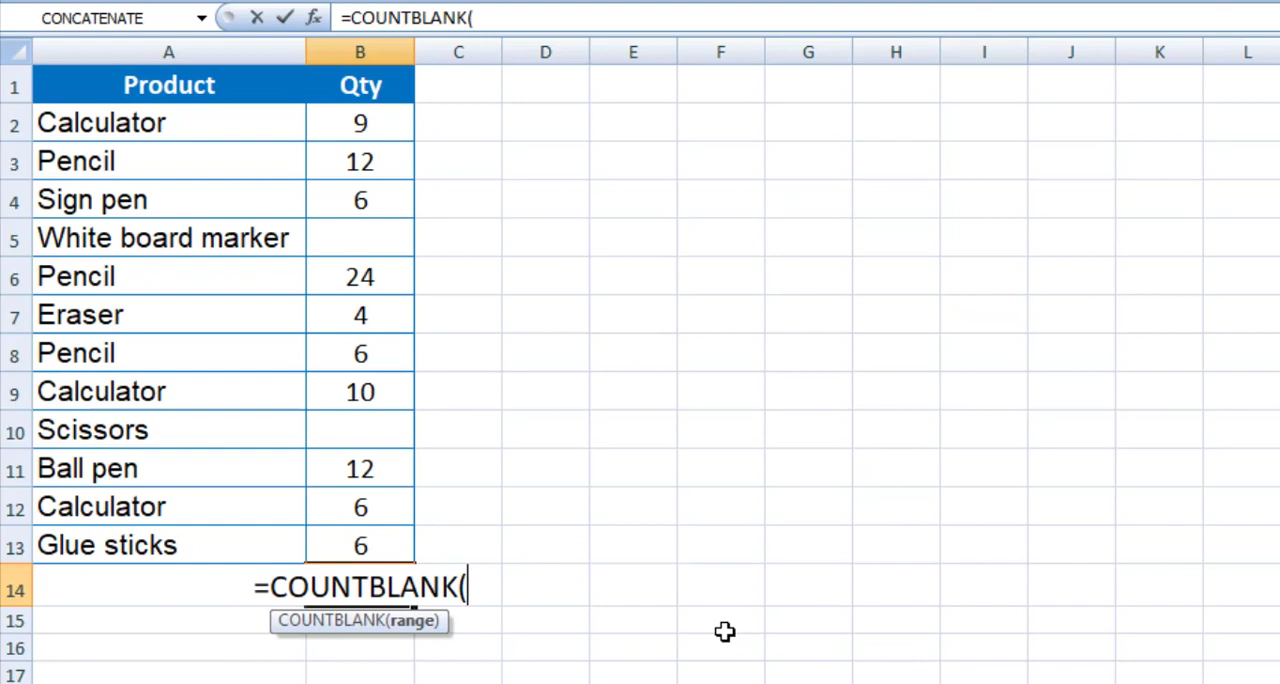 CONCATENATE fx =COUNTBLANK(
A B C D E F G H I J K L
1 Product Qty
2 Calculator 9
3 Pencil 12
4 Sign pen 6
5 White board marker
6 Pencil 24
7 Eraser 4
8 Pencil 6
9 Calculator 10
10 Scissors
11 Ball pen 12
12 Calculator 6
13 Glue sticks 6
14 =COUNTBLANK(
15 COUNTBLANK(range)
16
17